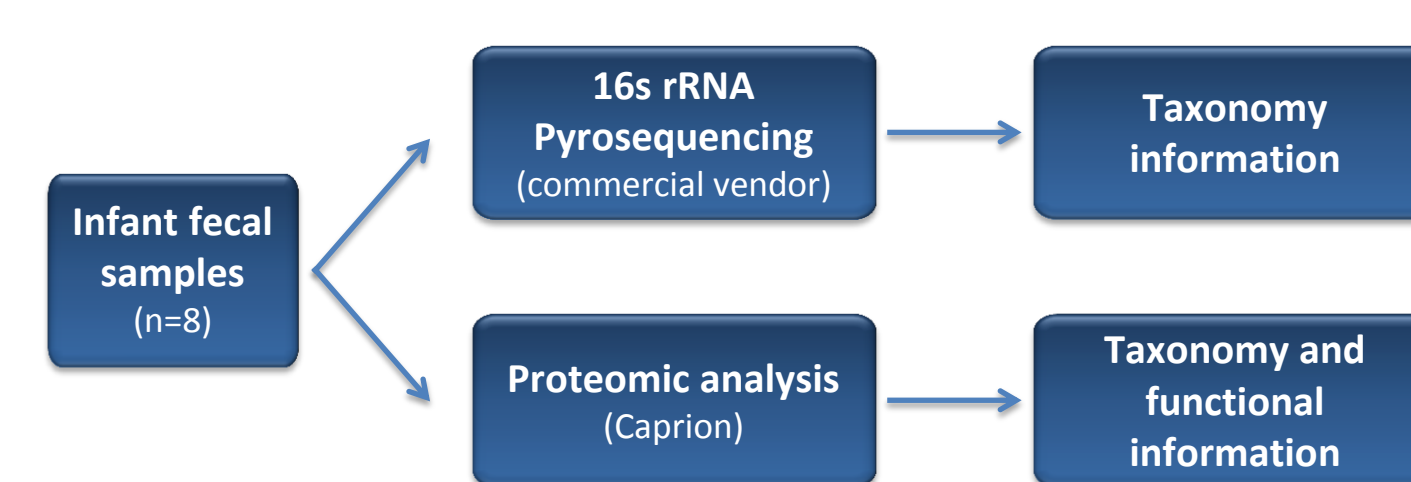 Infant fecal
samples
(n=8)
16s rRNA
Pyrosequencing
(commercial vendor)
Taxonomy
information
Proteomic analysis
(Caprion)
Taxonomy and
functional
information